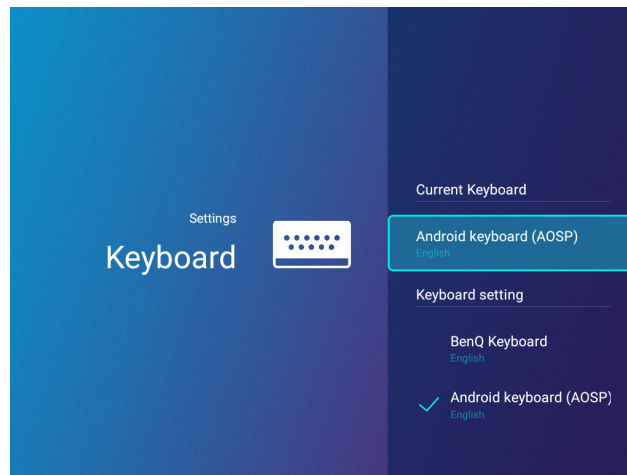 Settings
Keyboard
Current Keyboard
Android keyboard (AOSP)
English
Keyboard setting
BenQ Keyboard
English
Android keyboard (AOSP)
English